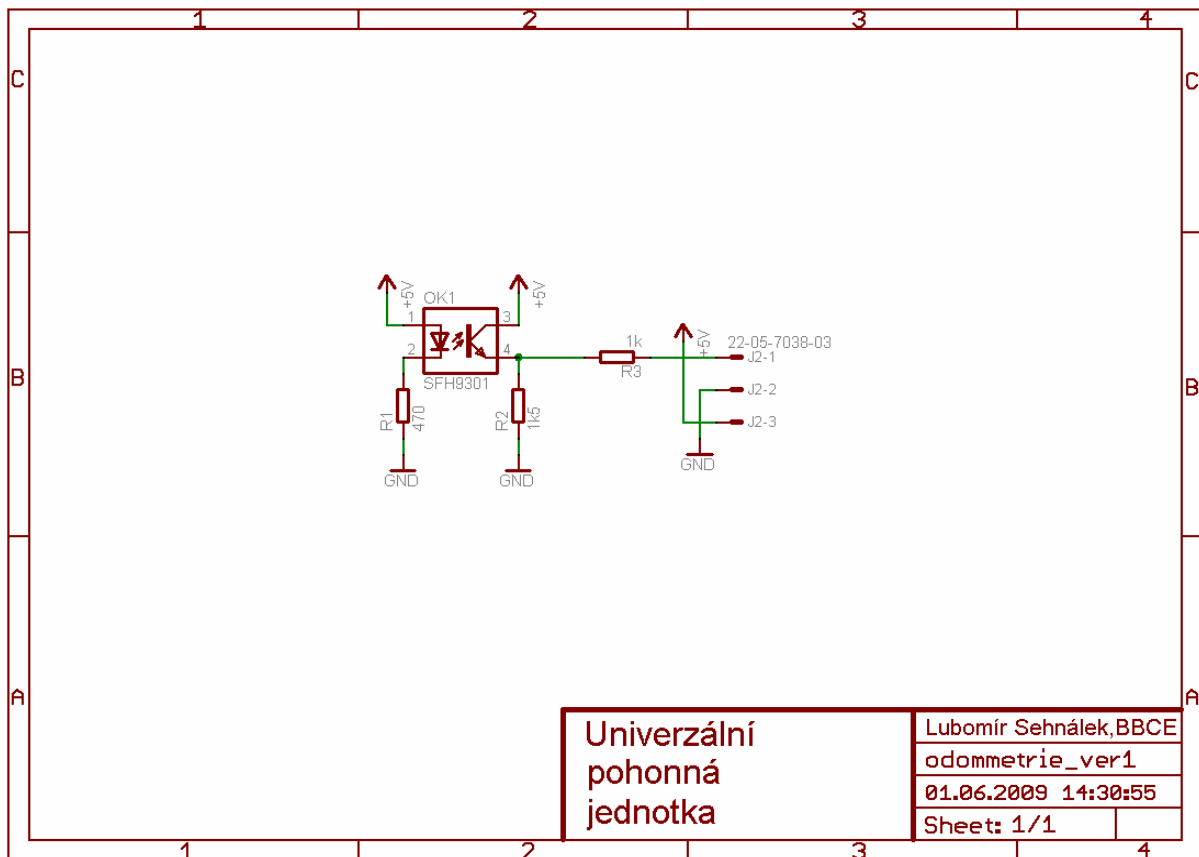 1 2 3 4
C C
+5V +5V
OK1
1 3
2 4
SFH9301
R1 470
R2 1k5
GND GND
1k
R3
+5V
22-05-7038-03
J2-1
J2-2
J2-3
GND
B B
A A
Univerzální
pohonná
jednotka
Lubomír Sehnálek,BBCE
odommetrie_ver1
01.06.2009 14:30:55
Sheet: 1/1
1 2 3 4